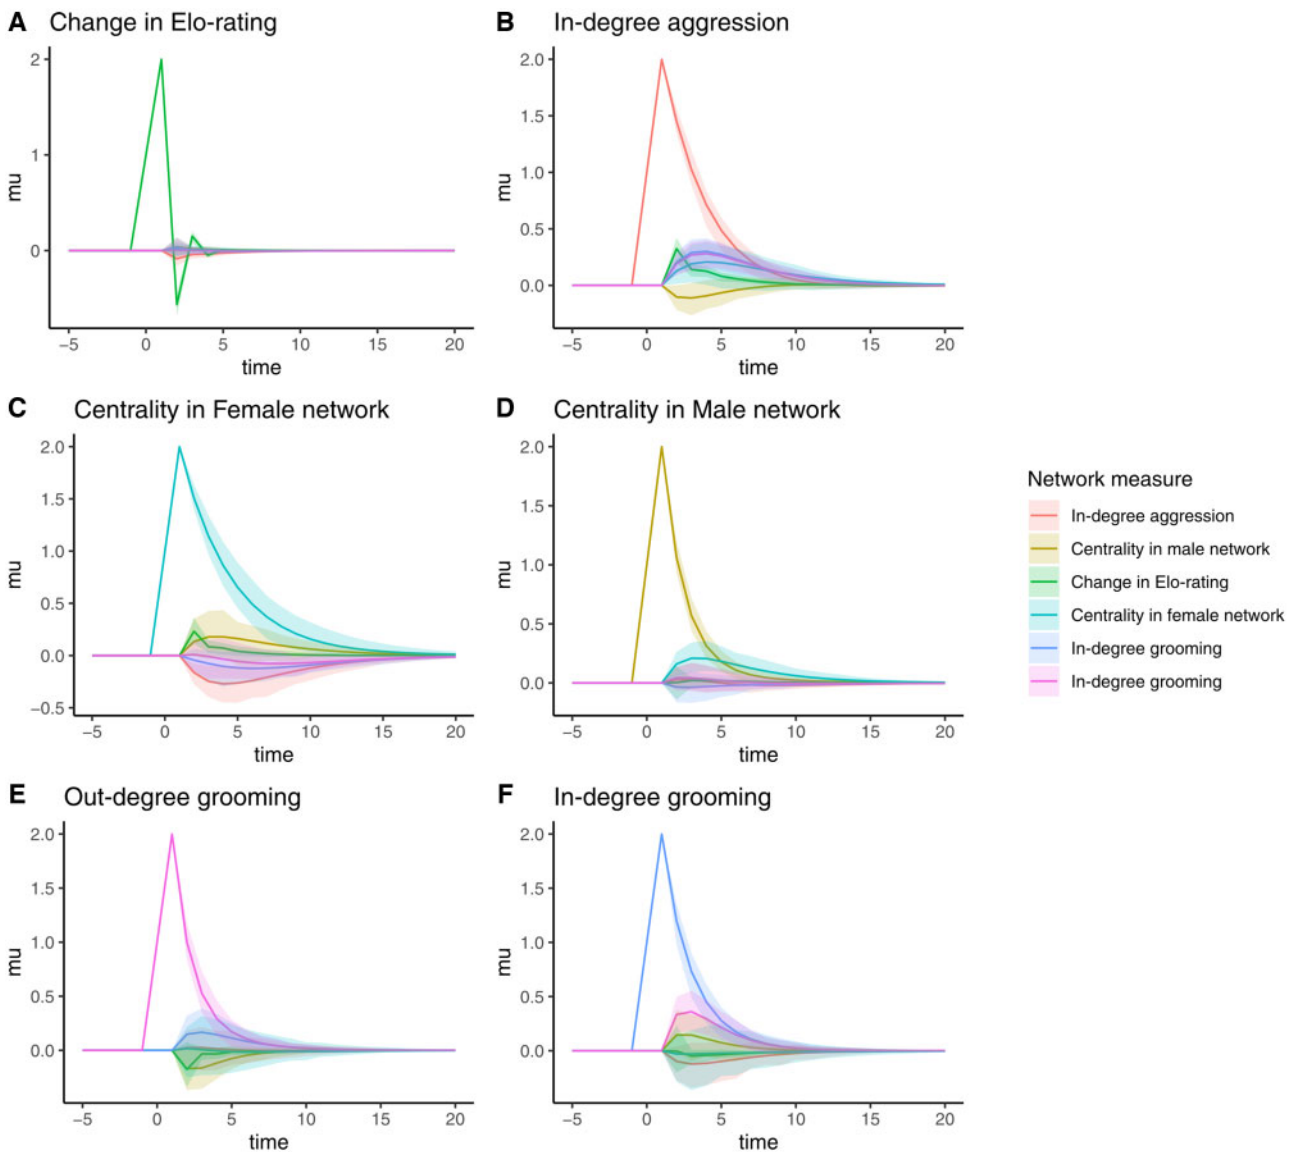 A Change in Elo-rating
2
1
0
mu
−5 0 5 10 15 20
time
B In-degree aggression
2.0
1.5
1.0
0.5
0.0
mu
−5 0 5 10 15 20
time
C Centrality in Female network
2.0
1.5
1.0
0.5
0.0
−0.5
mu
−5 0 5 10 15 20
time
D Centrality in Male network
2.0
1.5
1.0
0.5
0.0
mu
−5 0 5 10 15 20
time
Network measure
In-degree aggression
Centrality in male network
Change in Elo-rating
Centrality in female network
In-degree grooming
In-degree grooming
E Out-degree grooming
2.0
1.5
1.0
0.5
0.0
mu
−5 0 5 10 15 20
time
F In-degree grooming
2.0
1.5
1.0
0.5
0.0
mu
−5 0 5 10 15 20
time